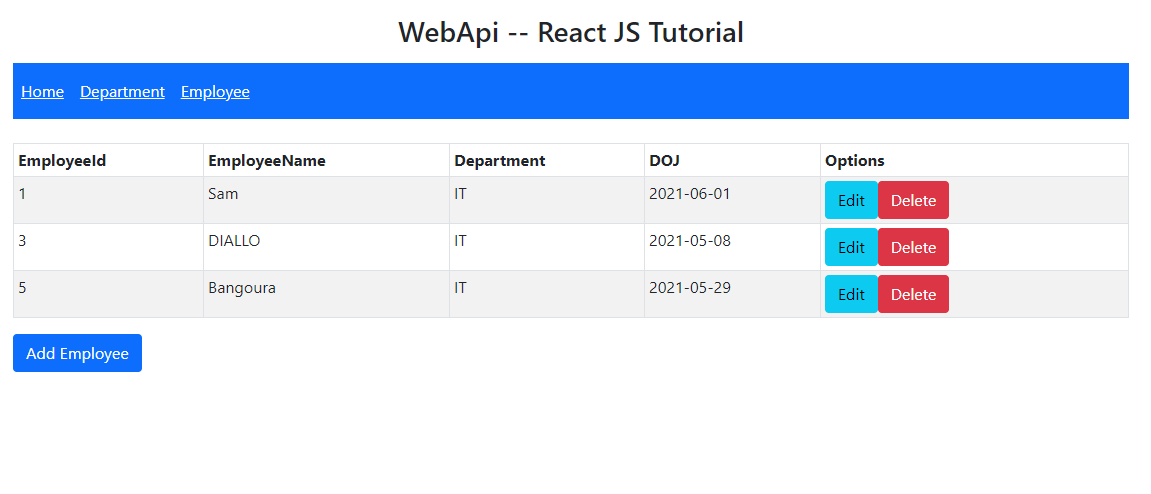 WebApi -- React JS Tutorial
Home Department Employee
EmployeeId EmployeeName Department DOJ Options
1 Sam IT 2021-06-01 Edit Delete
3 DIALLO IT 2021-05-08 Edit Delete
5 Bangoura IT 2021-05-29 Edit Delete
Add Employee